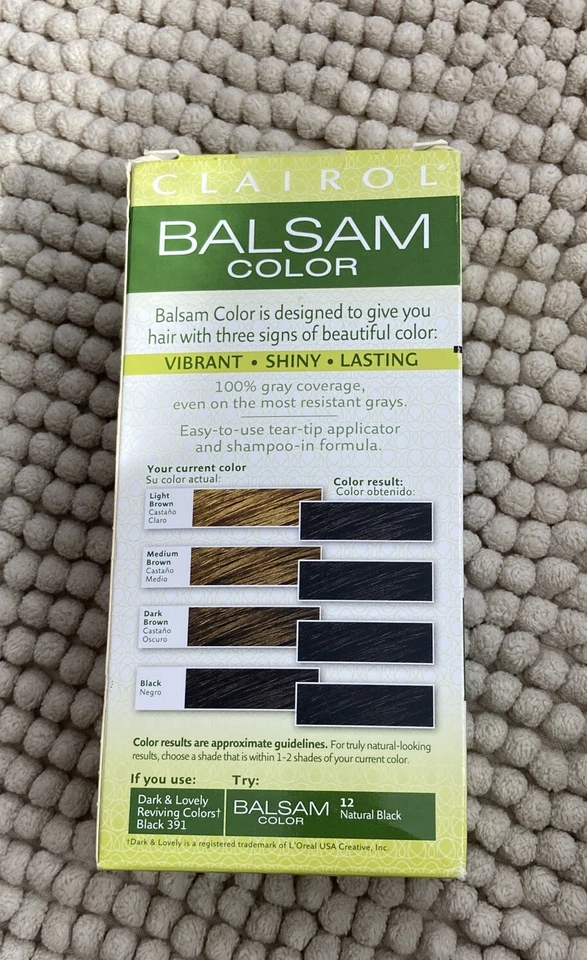 CLAIROL®
BALSAM
COLOR
Balsam Color is designed to give you
hair with three signs of beautiful color:
VIBRANT • SHINY • LASTING
100% gray coverage,
even on the most resistant grays.
Easy-to-use tear-tip applicator
and shampoo-in formula.
Your current color
Su color actual:
Color result:
Color obtenido:
Light
Brown
Castaño
Claro
Medium
Brown
Castaño
Medio
Dark
Brown
Castaño
Oscuro
Black
Negro
Color results are approximate guidelines. For truly natural-looking
results, choose a shade that is within 1-2 shades of your current color.
If you use:
Try:
Dark & Lovely
Reviving Colors†
Black 391
BALSAM
COLOR
12
Natural Black
†Dark & Lovely is a registered trademark of L'Oreal USA Creative, Inc.